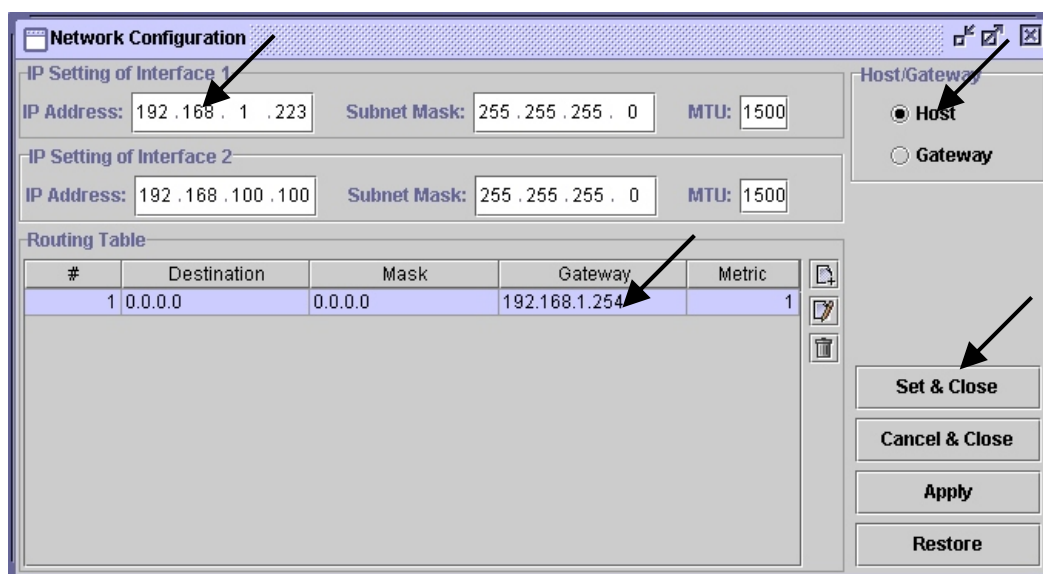 Network Configuration
IP Setting of Interface 1
IP Address: 192 . 168 . 1 . 223 Subnet Mask: 255 . 255 . 255 . 0 MTU: 1500
IP Setting of Interface 2
IP Address: 192 . 168 . 100 . 100 Subnet Mask: 255 . 255 . 255 . 0 MTU: 1500
Host/Gateway
Host
Gateway
Routing Table
# Destination Mask Gateway Metric
1 0.0.0.0 0.0.0.0 192.168.1.254 1
Set & Close
Cancel & Close
Apply
Restore